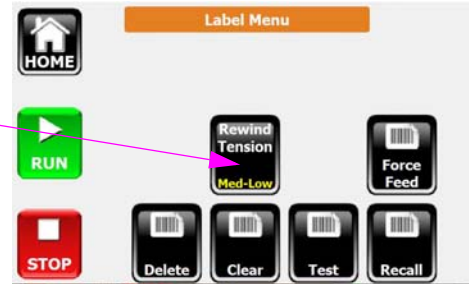 Label Menu
HOME
RUN
Rewind
Tension
Med-Low
Force
Feed
STOP
Delete
Clear
Test
Recall